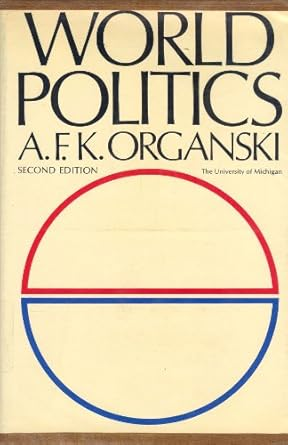 WORLD
POLITICS
A.F.K. ORGANSKI
SECOND EDITION The University of Michigan